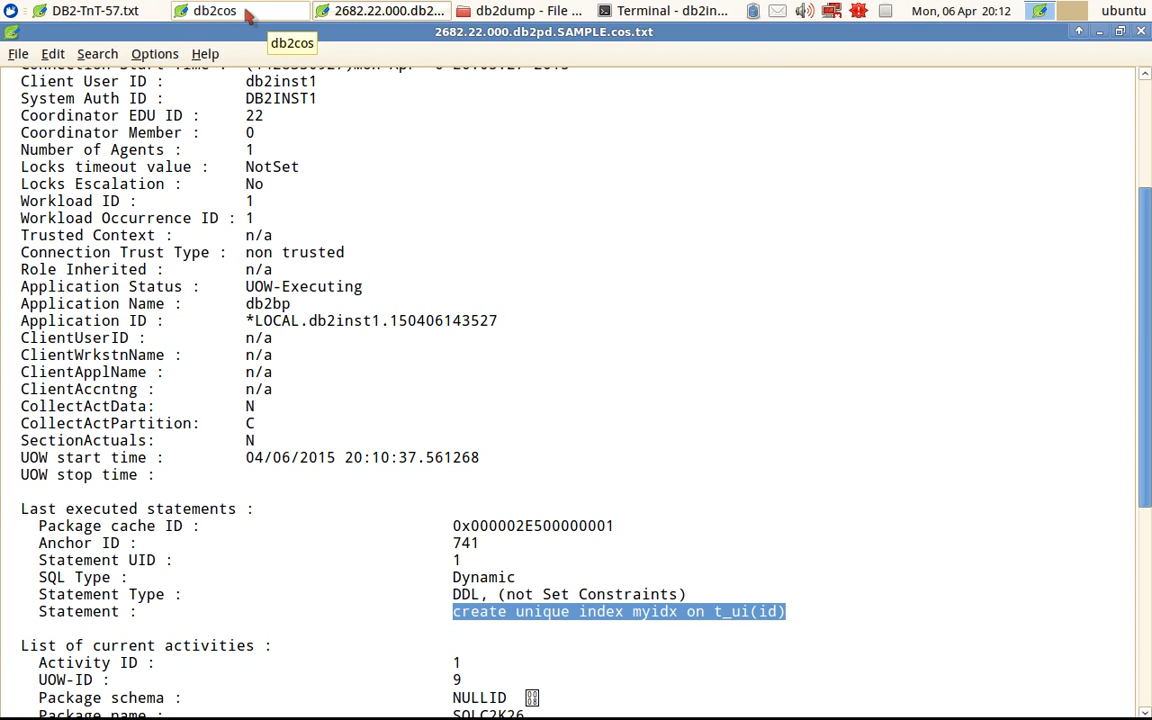 DB2-TnT-57.txt
db2cos
2682.22.000.db2...
db2dump - File ...
Terminal - db2in...
Mon, 06 Apr 20:12
ubuntu
2682.22.000.db2pd.SAMPLE.cos.txt
db2cos
File Edit Search Options Help
Client User ID : db2inst1
System Auth ID : DB2INST1
Coordinator EDU ID : 22
Coordinator Member : 0
Number of Agents : 1
Locks timeout value : NotSet
Locks Escalation : No
Workload ID : 1
Workload Occurrence ID : 1
Trusted Context : n/a
Connection Trust Type : non trusted
Role Inherited : n/a
Application Status : UOW-Executing
Application Name : db2bp
Application ID : *LOCAL.db2inst1.150406143527
ClientUserID : n/a
ClientWrkstnName : n/a
ClientApplName : n/a
ClientAccntng : n/a
CollectActData: N
CollectActPartition: C
SectionActuals: N
UOW start time : 04/06/2015 20:10:37.561268
UOW stop time :
Last executed statements :
Package cache ID : 0x000002E500000001
Anchor ID : 741
Statement UID : 1
SQL Type : Dynamic
Statement Type : DDL, (not Set Constraints)
Statement : create unique index myidx on t_ui(id)
List of current activities :
Activity ID : 1
UOW-ID : 9
Package schema : NULLID
Package name : SQLC2K26